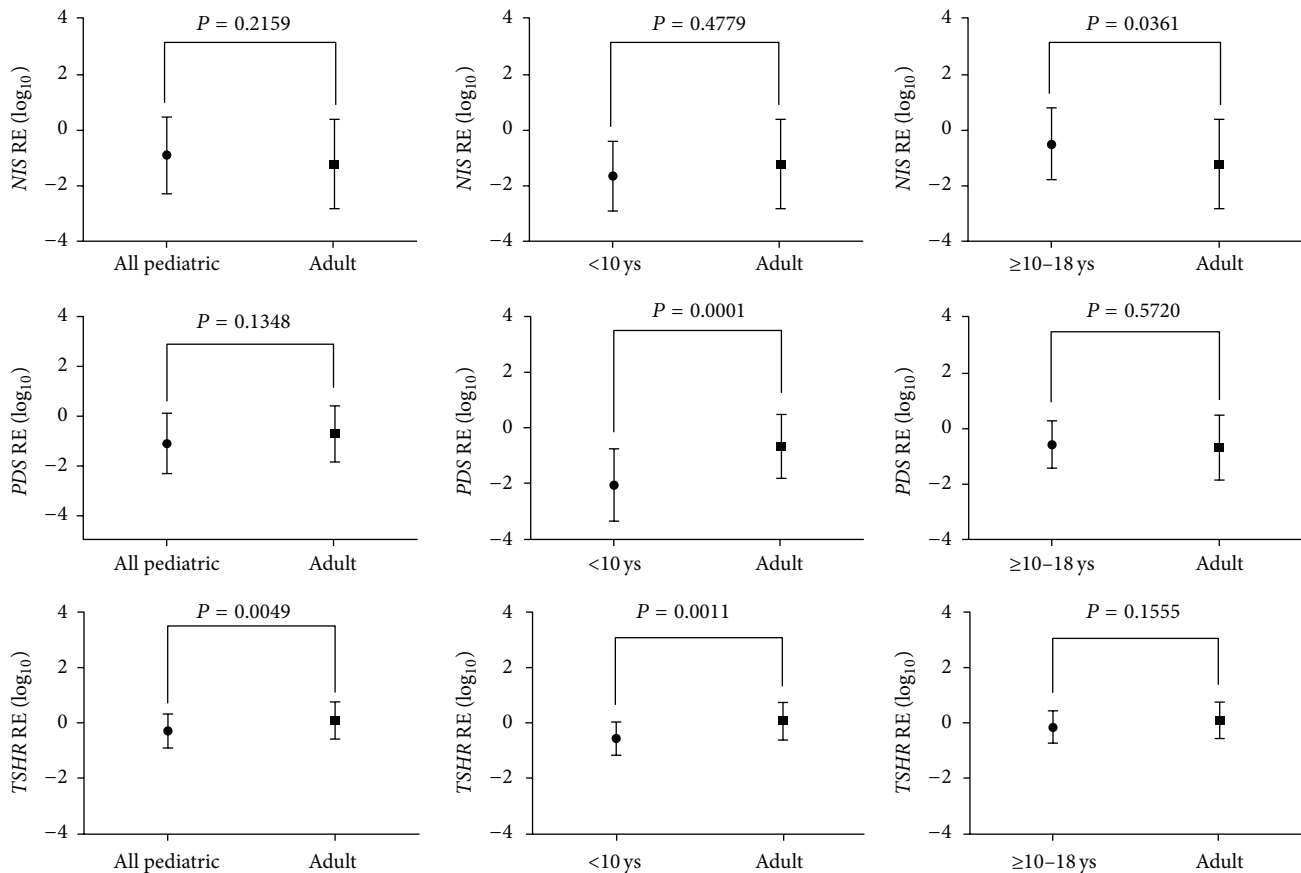 P = 0.2159
NIS RE (log10)
4
2
0
−2
−4
All pediatric Adult
P = 0.4779
NIS RE (log10)
4
2
0
−2
−4
<10 ys Adult
P = 0.0361
NIS RE (log10)
4
2
0
−2
−4
≥10–18 ys Adult
P = 0.1348
PDS RE (log10)
4
2
0
−2
−4
All pediatric Adult
P = 0.0001
PDS RE (log10)
4
2
0
−2
−4
<10 ys Adult
P = 0.5720
PDS RE (log10)
4
2
0
−2
−4
≥10–18 ys Adult
P = 0.0049
TSHR RE (log10)
4
2
0
−2
−4
All pediatric Adult
P = 0.0011
TSHR RE (log10)
4
2
0
−2
−4
<10 ys Adult
P = 0.1555
TSHR RE (log10)
4
2
0
−2
−4
≥10–18 ys Adult